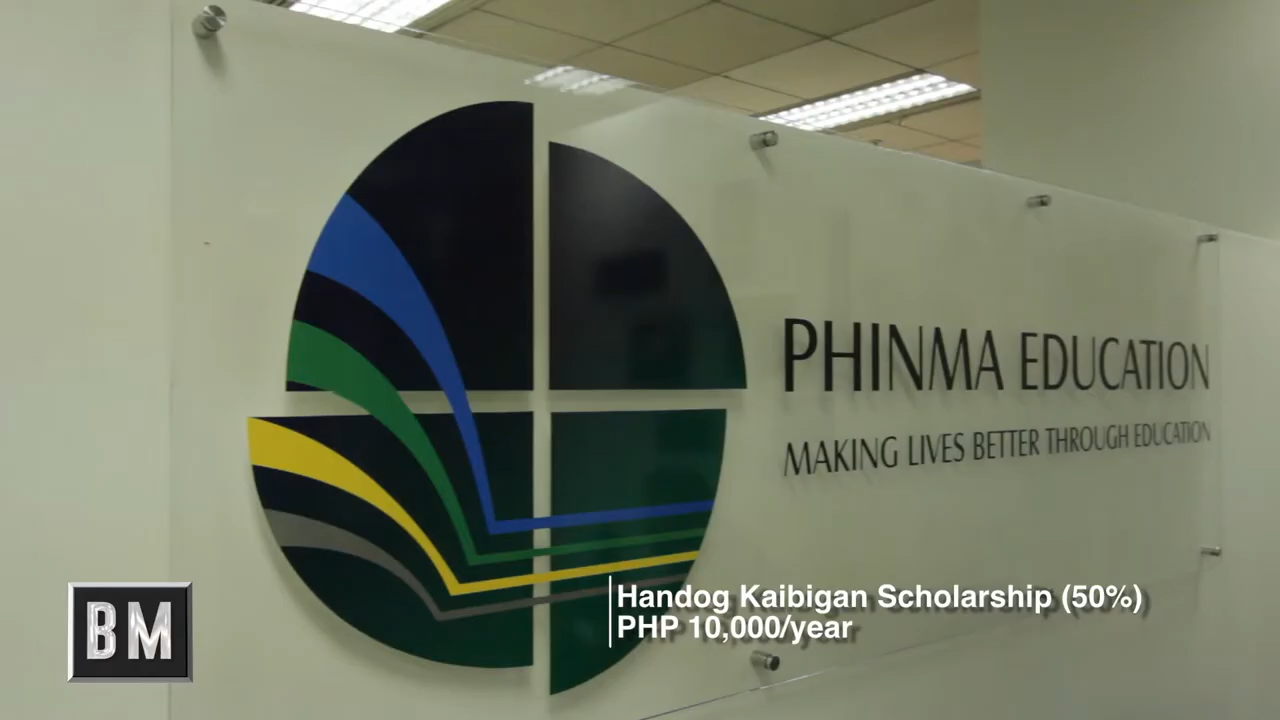 PHINMA EDUCATION
MAKING LIVES BETTER THROUGH EDUCATION
Handog Kaibigan Scholarship (50%)
PHP 10,000/year
BM